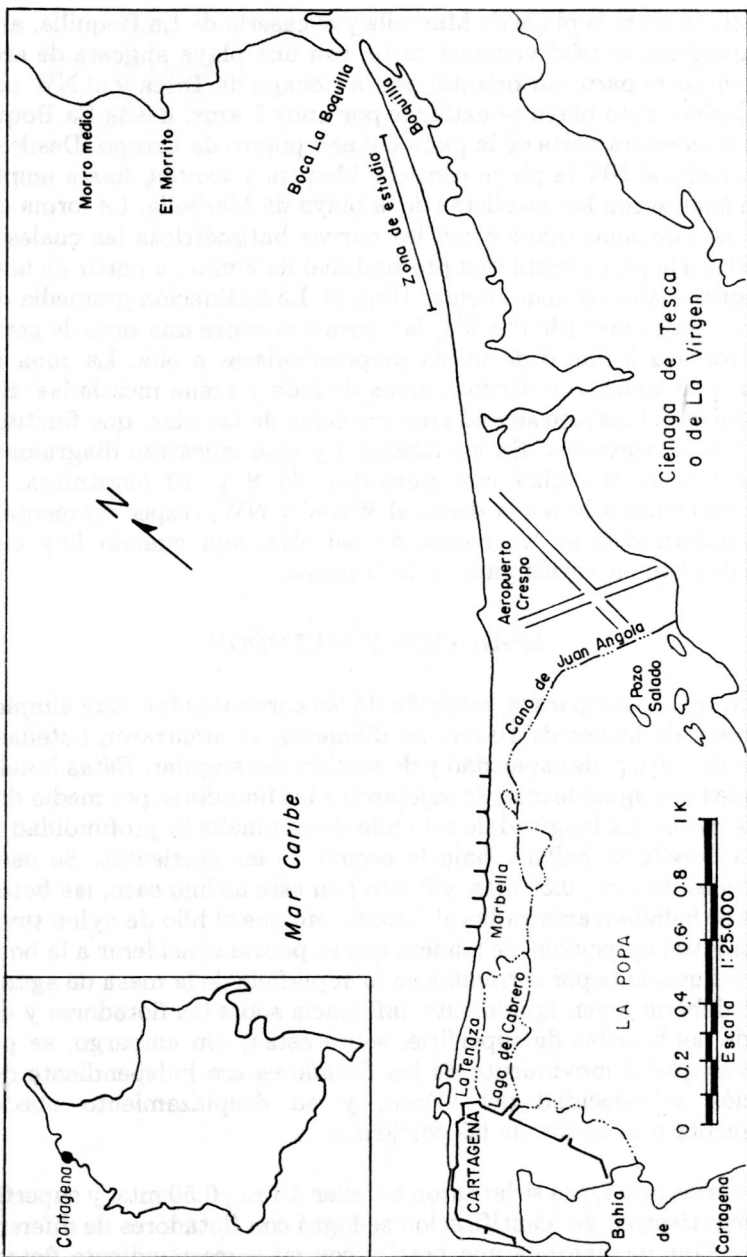 Morro medio
El Morrito
Boca La Boquilla
Boquilla
Zona de estudio
Cienaga de Tesca
o de La Virgen
N
Aeropuerto
Crespo
Caño de Juan Angola
Pozo
Salado
Mar Caribe
Marbella
La Tenaza
Lago del Cabrero
LA POPA
CARTAGENA
Bahia
de
Cartagena
0 0.2 0.4 0.6 0.8 1K
Escala 1:25.000
Cartagena